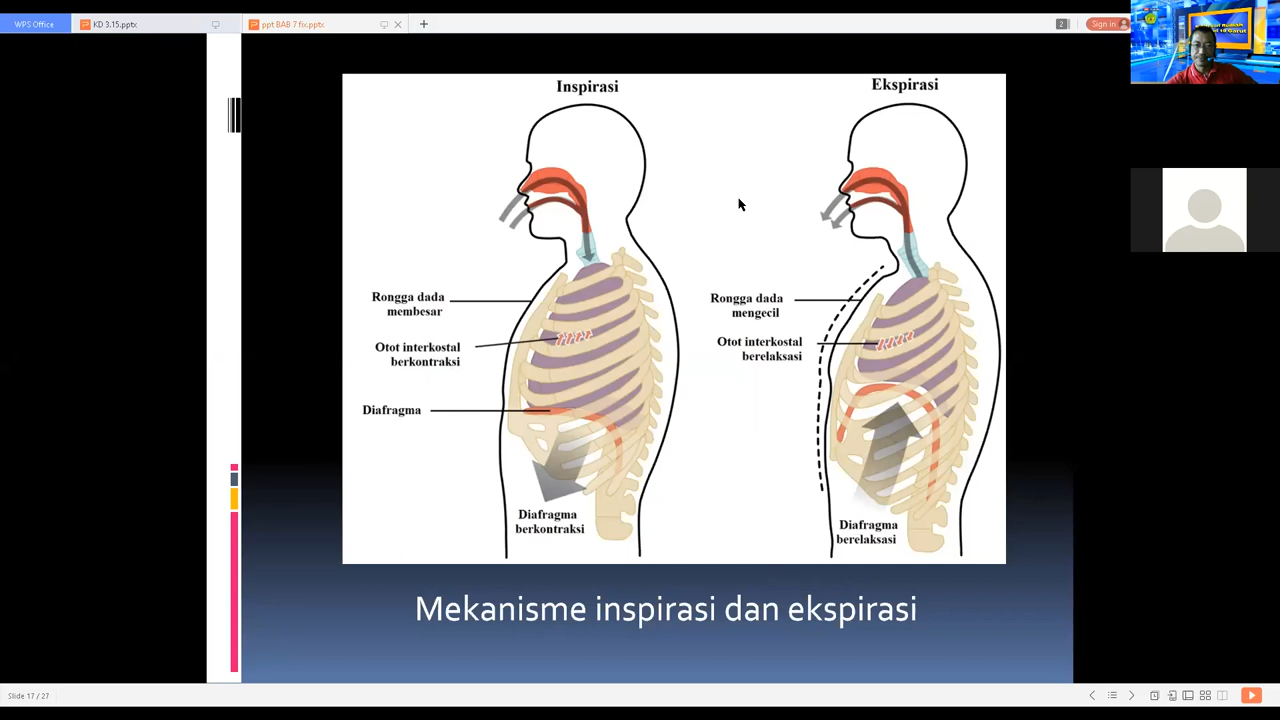 WPS Office
KD 3.15.pptx
ppt BAB 7 fix.pptx
2
Sign in
Inspirasi
Ekspirasi
Rongga dada
membesar
Otot interkostal
berkontraksi
Diafragma
Diafragma
berkontraksi
Rongga dada
mengecil
Otot interkostal
berelaksasi
Diafragma
berelaksasi
Mekanisme inspirasi dan ekspirasi
Slide 17 / 27